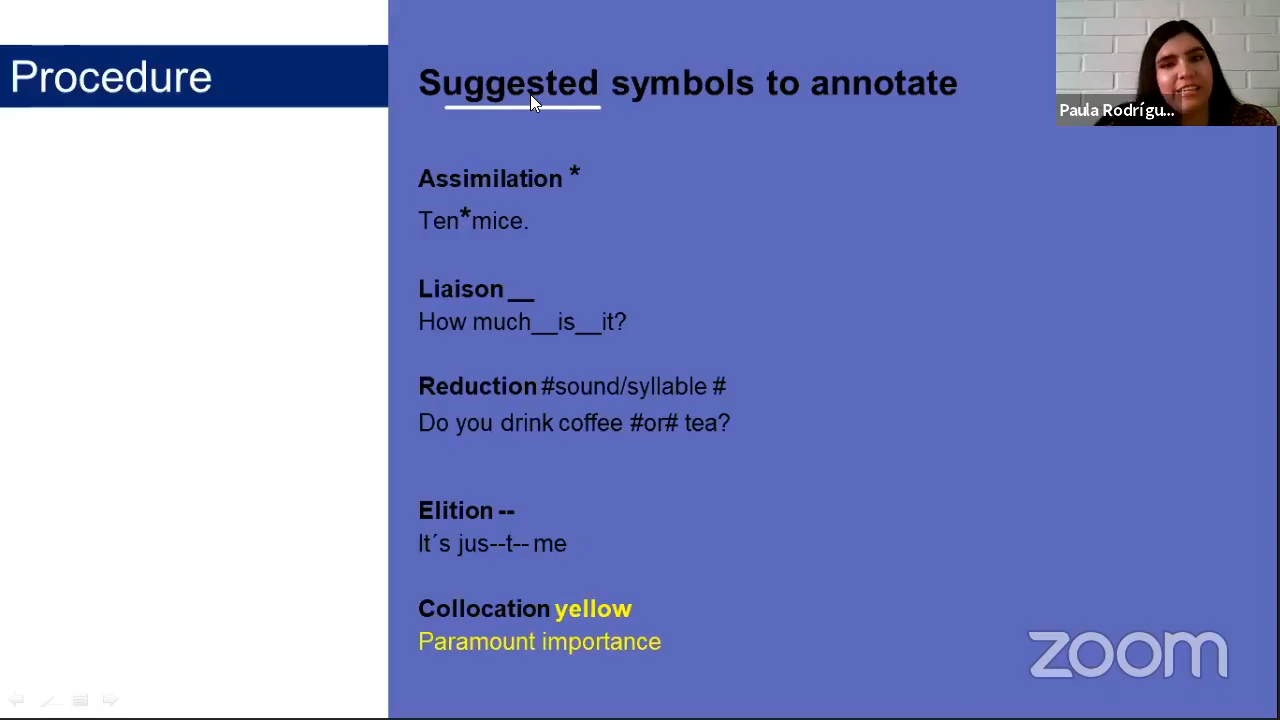 Procedure
Suggested symbols to annotate
Paula Rodrígu...
Assimilation *
Ten*mice.
Liaison __
How much__is__it?
Reduction #sound/syllable #
Do you drink coffee #or# tea?
Elition --
It´s jus--t-- me
Collocation yellow
Paramount importance
zoom